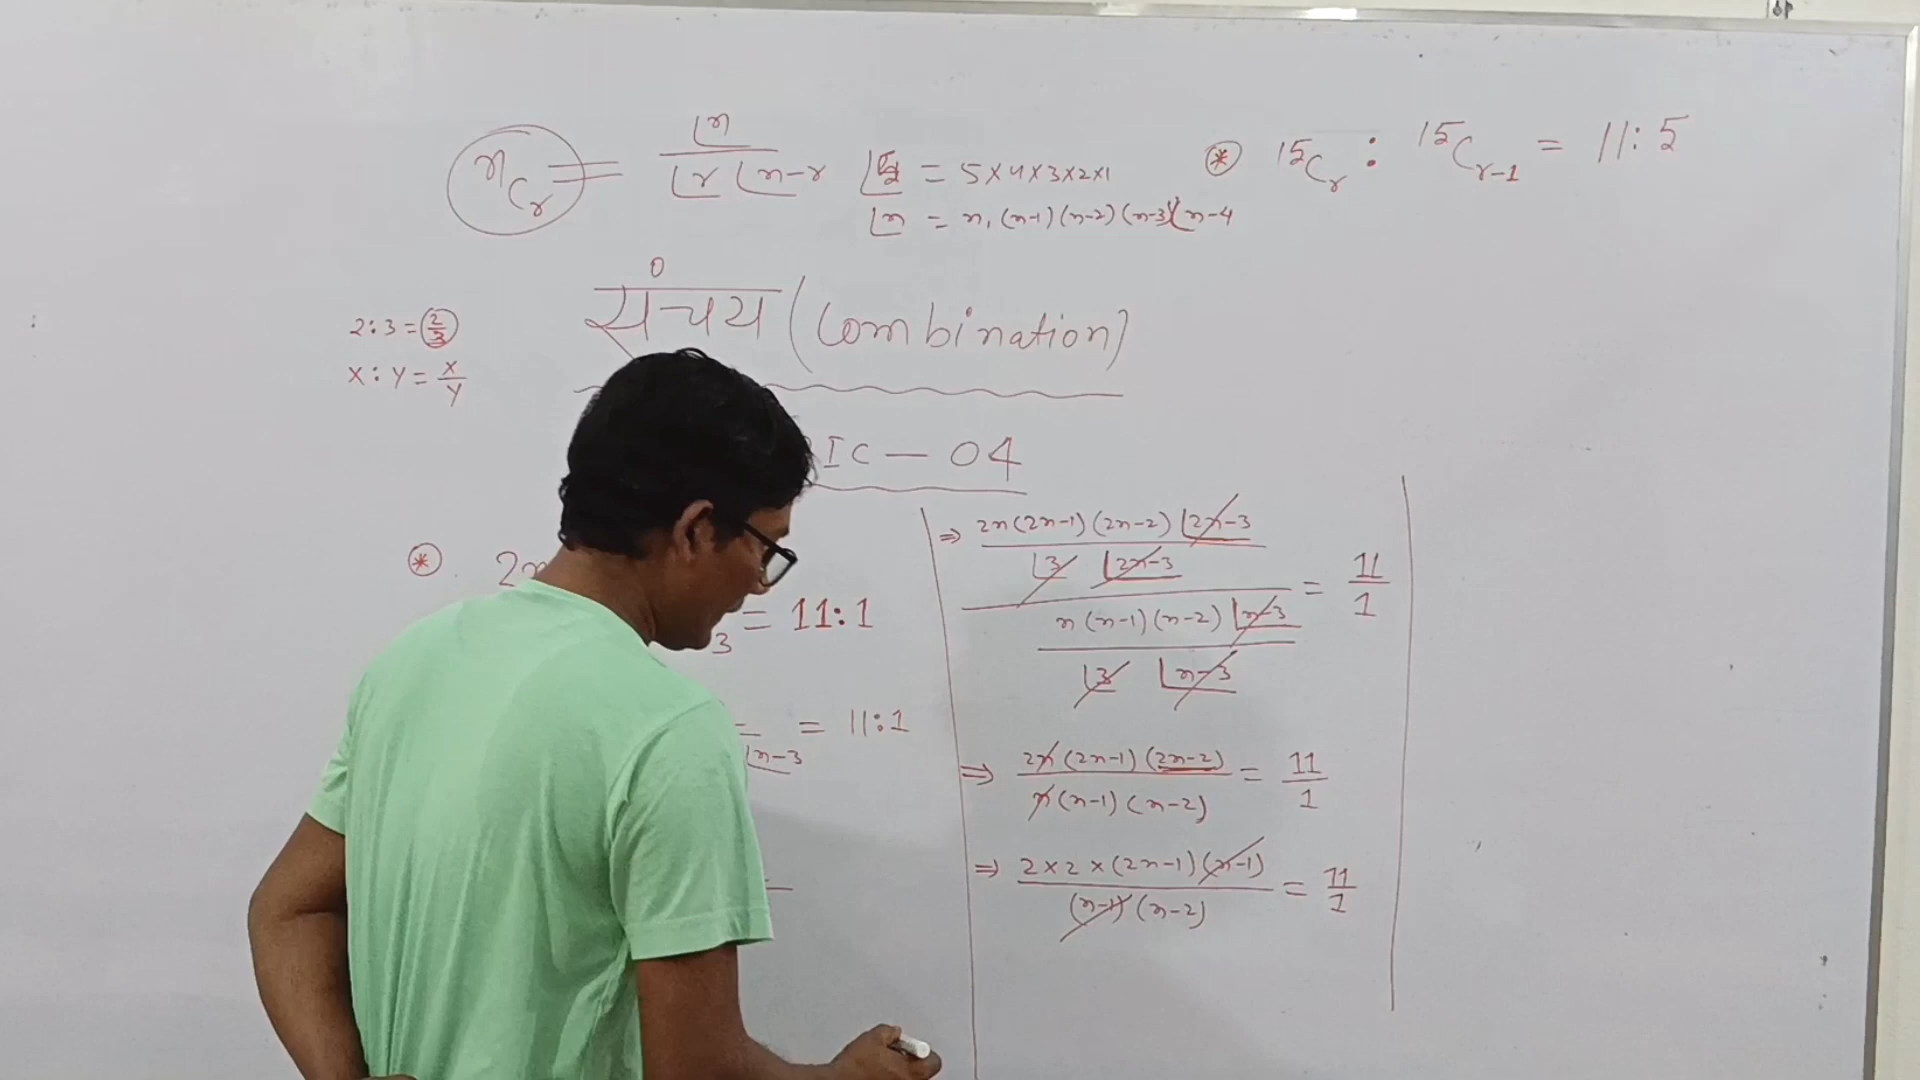 ⁿCᵣ = ⌊n / ⌊r ⌊n-r
⌊5 = 5×4×3×2×1
⌊n = n.(n-1)(n-2)(n-3)(n-4
⊛ ¹⁵Cᵣ : ¹⁵Cᵣ₋₁ = 11:5
2:3 = 2/3
x:y = x/y
संचय (Combination)
IC – 04
⊛ 2n
3 = 11:1
⌊n-3 = 11:1
⇒ 2n(2n-1)(2n-2) ⌊2n-3 / ⌊3 ⌊2n-3 / n(n-1)(n-2) ⌊n-3 / ⌊3 ⌊n-3 = 11/1
⇒ 2n(2n-1)(2n-2) / n(n-1)(n-2) = 11/1
⇒ 2×2×(2n-1)(n-1) / (n-1)(n-2) = 11/1